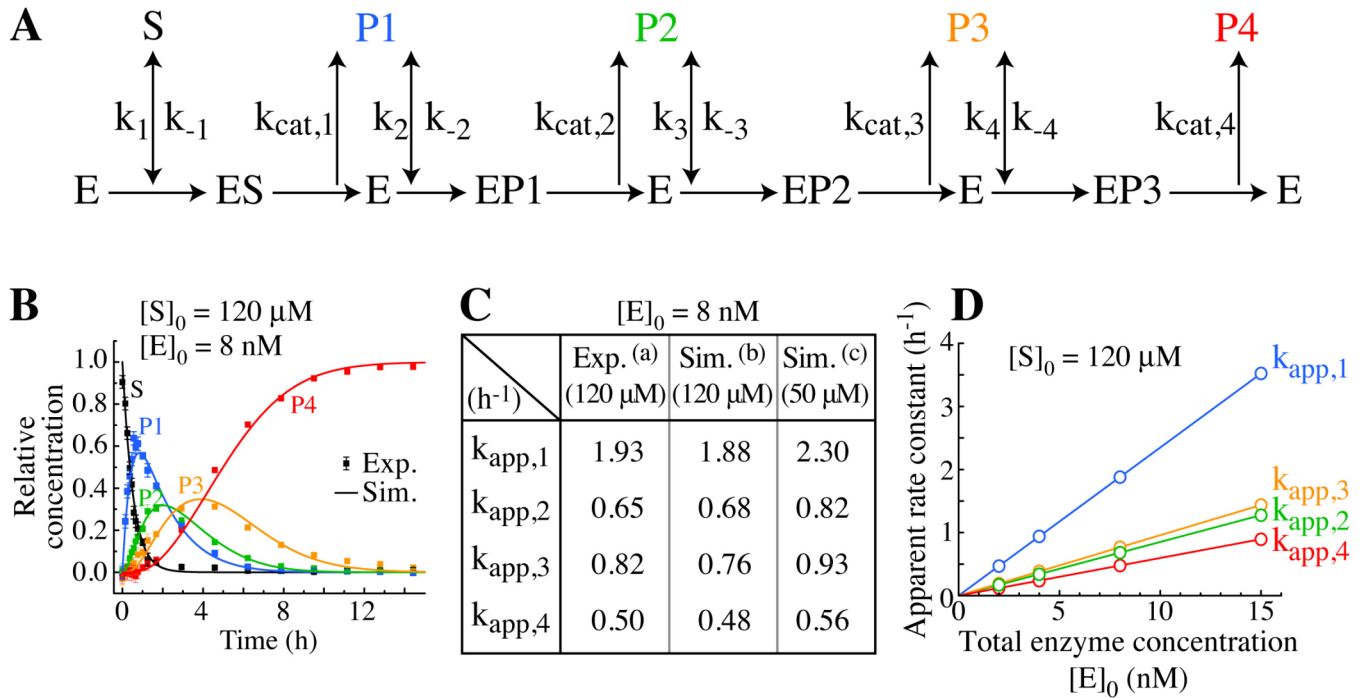 A
S P1 P2 P3 P4
k1 k-1 kcat,1 k2 k-2 kcat,2 k3 k-3 kcat,3 k4 k-4 kcat,4
E ES E EP1 E EP2 E EP3 E
B
[S]0 = 120 μM
[E]0 = 8 nM
Relative
concentration
1.0
0.8
0.6
0.4
0.2
0.0
S
P1
P2
P3
P4
Exp.
Sim.
0 4 8 12
Time (h)
C
[E]0 = 8 nM
(h-1) Exp. (a) Sim. (b) Sim. (c)
(120 μM) (120 μM) (50 μM)
kapp,1 1.93 1.88 2.30
kapp,2 0.65 0.68 0.82
kapp,3 0.82 0.76 0.93
kapp,4 0.50 0.48 0.56
D
[S]0 = 120 μM
Apparent rate constant (h-1)
4
3
2
1
0
kapp,1
kapp,3
kapp,2
kapp,4
0 5 10 15
Total enzyme concentration
[E]0 (nM)